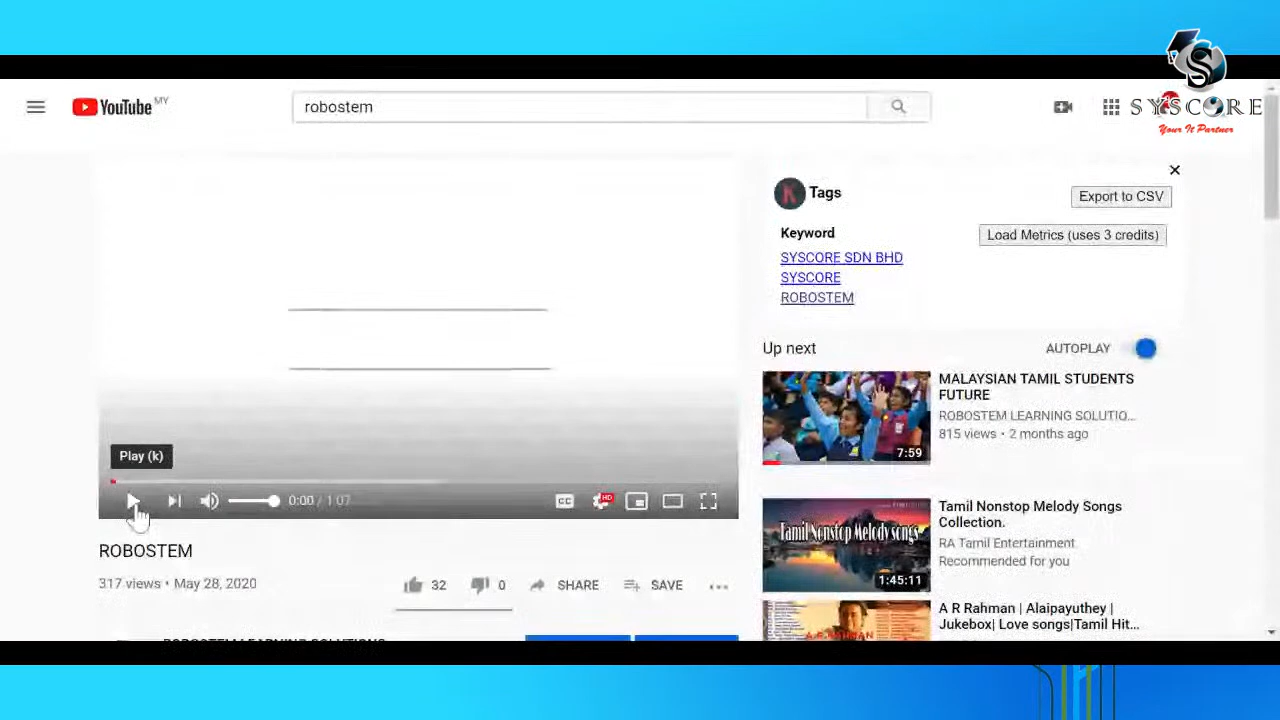 S
SYSCORE
Your It Partner
YouTube MY
robostem
K Tags
Export to CSV
Keyword
Load Metrics (uses 3 credits)
SYSCORE SDN BHD
SYSCORE
ROBOSTEM
Up next
AUTOPLAY
MALAYSIAN TAMIL STUDENTS
FUTURE
ROBOSTEM LEARNING SOLUTIO...
815 views • 2 months ago
7:59
Play (k)
0:00 / 1:07
CC
HD
Tamil Nonstop Melody Songs
Collection.
RA Tamil Entertainment
Recommended for you
Tamil Nonstop Melody songs
1:45:11
ROBOSTEM
317 views • May 28, 2020
32
0
SHARE
SAVE
A R Rahman | Alaipayuthey |
Jukebox| Love songs|Tamil Hit...